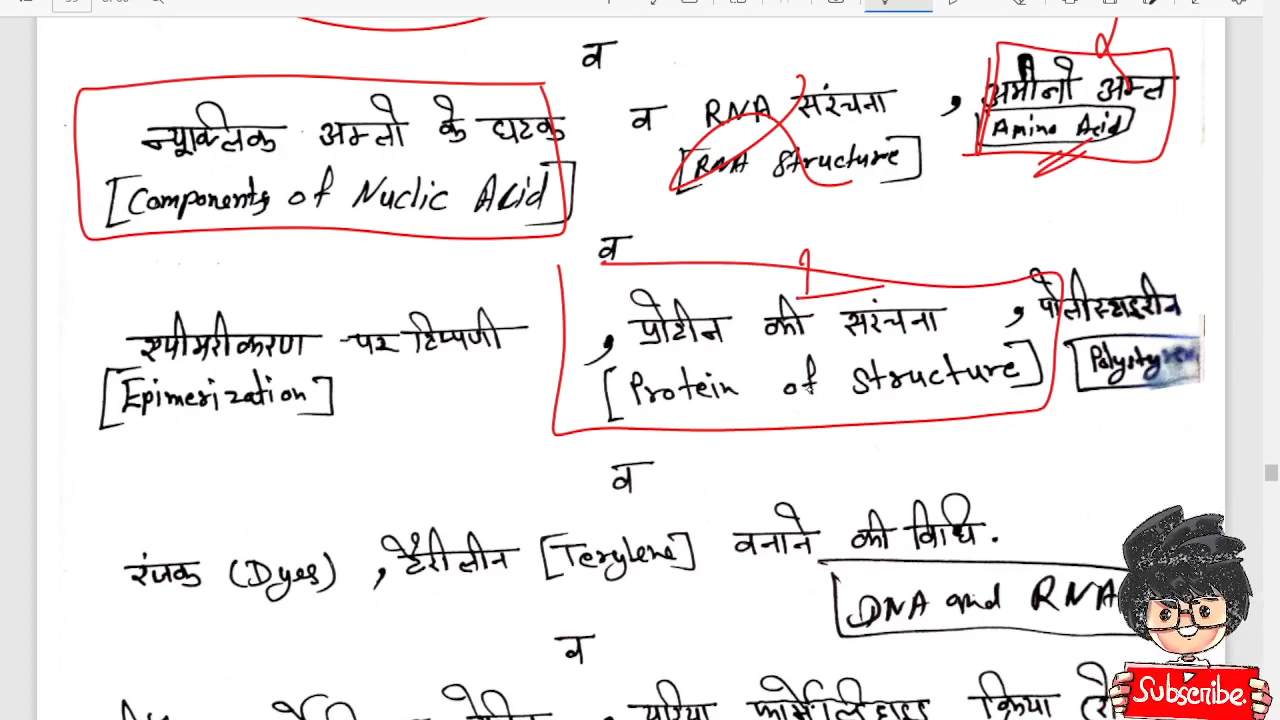 व
न्यूक्लिक अम्लो के घटक
व RNA संरचना , अमीनो अम्ल
[Components of Nuclic Acid]
[RNA Structure]
Amino Acid
व
एपीमरीकरण पर टिप्पणी , प्रोटीन की संरचना , पोलीस्टाइरीन
[Epimerization] [Protein of Structure]
व
रंजक (Dyes) , टेरीलीन [Terylene] बनाने की विधि .
DNA and RNA
व
यूरिया फॉर्मेल्डिहाइड
Subscribe